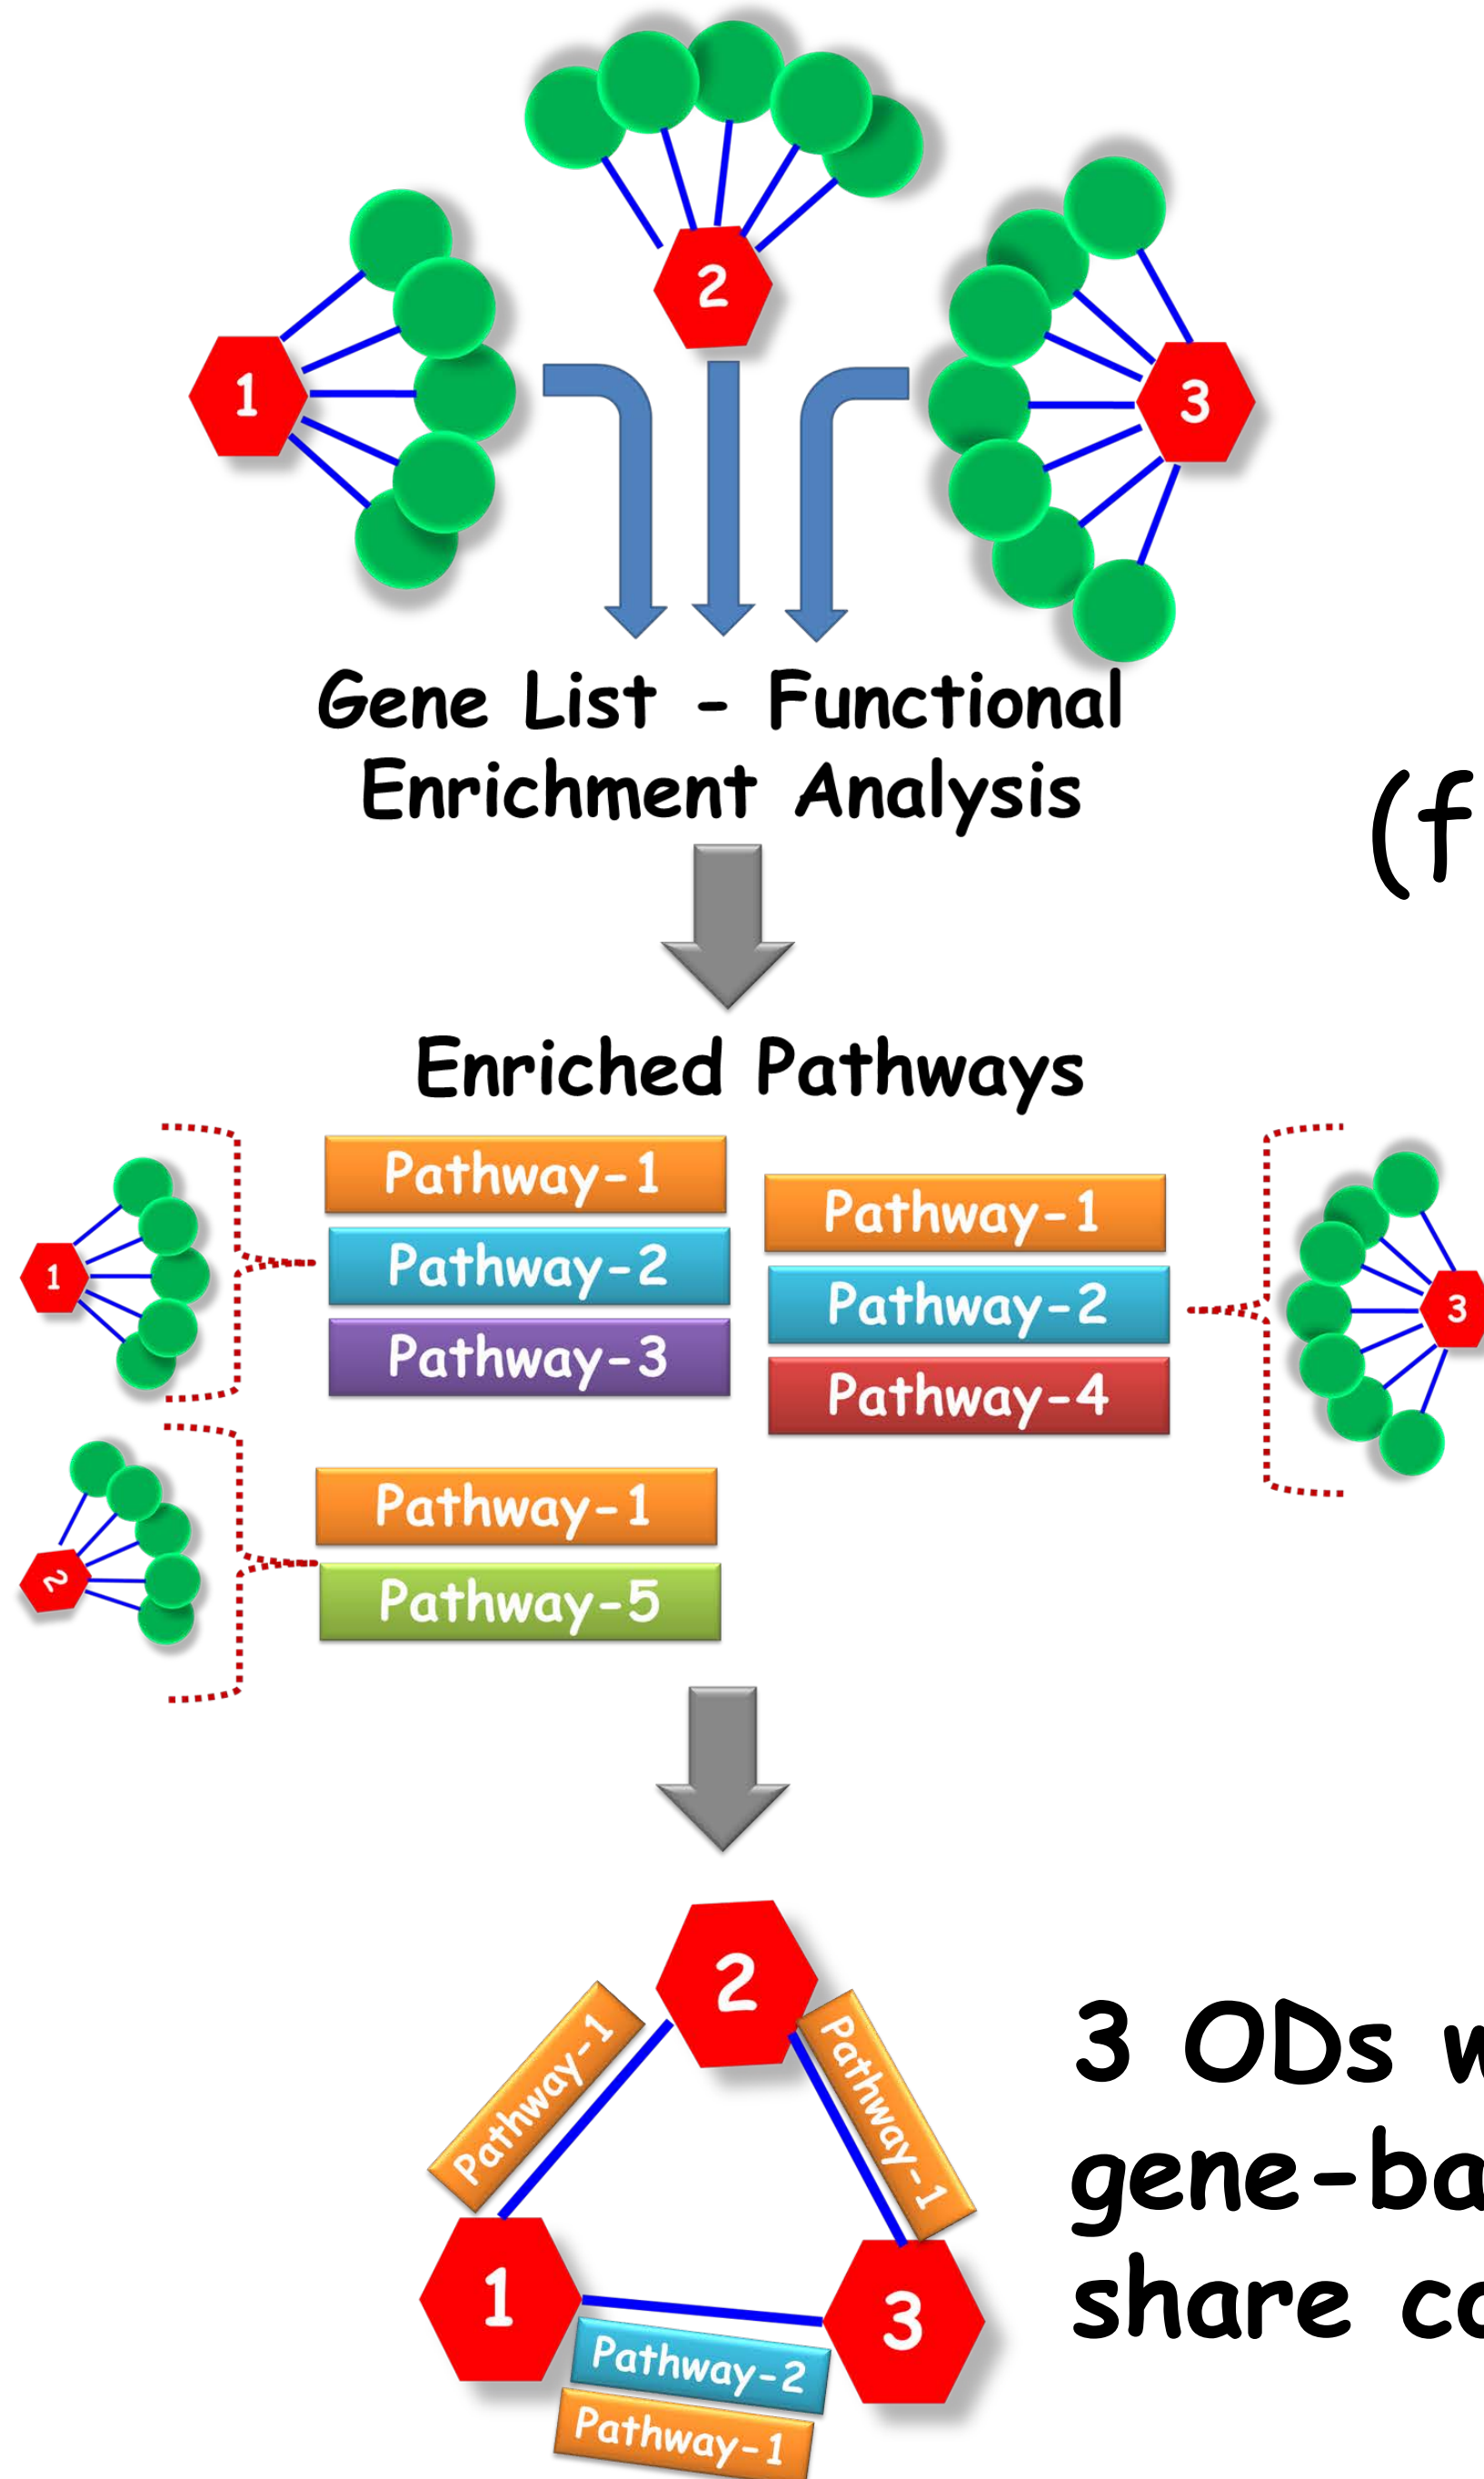 2
1
3
Gene List - Functional
Enrichment Analysis
(f
Enriched Pathways
Pathway-1
Pathway-2
Pathway-3
Pathway-1
Pathway-2
Pathway-4
1
3
Pathway-1
Pathway-5
2
2
Pathway-1
Pathway-1
1
3
Pathway-2
Pathway-1
3 ODs
gene-ba
share co